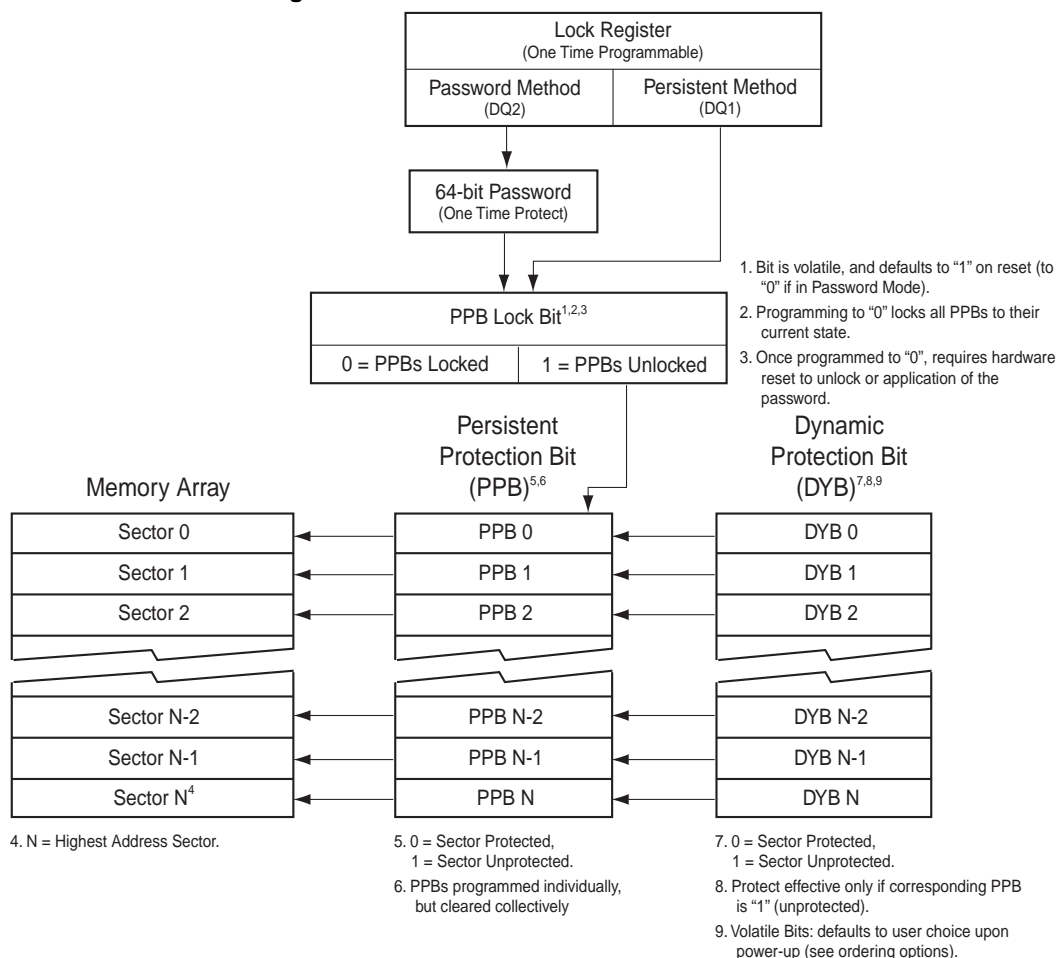 Lock Register
(One Time Programmable)
Password Method
(DQ2)
Persistent Method
(DQ1)
64-bit Password
(One Time Protect)
PPB Lock Bit1,2,3
0 = PPBs Locked
1 = PPBs Unlocked
1. Bit is volatile, and defaults to “1” on reset (to
“0” if in Password Mode).
2. Programming to “0” locks all PPBs to their
current state.
3. Once programmed to “0”, requires hardware
reset to unlock or application of the
password.
Memory Array
Sector 0
Sector 1
Sector 2
Sector N-2
Sector N-1
Sector N4
4. N = Highest Address Sector.
Persistent
Protection Bit
(PPB)5,6
PPB 0
PPB 1
PPB 2
PPB N-2
PPB N-1
PPB N
5. 0 = Sector Protected,
1 = Sector Unprotected.
6. PPBs programmed individually,
but cleared collectively
Dynamic
Protection Bit
(DYB)7,8,9
DYB 0
DYB 1
DYB 2
DYB N-2
DYB N-1
DYB N
7. 0 = Sector Protected,
1 = Sector Unprotected.
8. Protect effective only if corresponding PPB
is “1” (unprotected).
9. Volatile Bits: defaults to user choice upon
power-up (see ordering options).